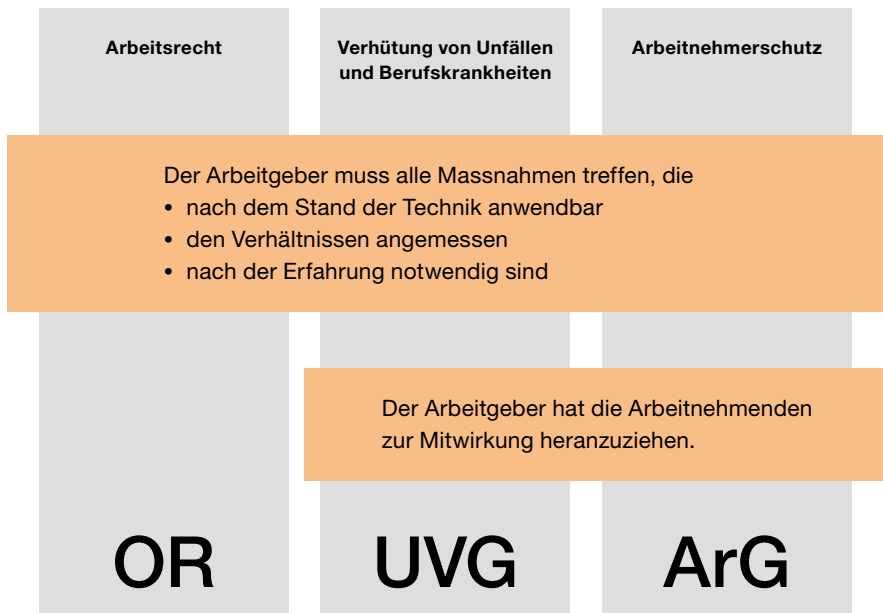 Arbeitsrecht
Verhütung von Unfällen
und Berufskrankheiten
Arbeitnehmerschutz
Der Arbeitgeber muss alle Massnahmen treffen, die
• nach dem Stand der Technik anwendbar
• den Verhältnissen angemessen
• nach der Erfahrung notwendig sind
Der Arbeitgeber hat die Arbeitnehmenden
zur Mitwirkung heranzuziehen.
OR
UVG
ArG